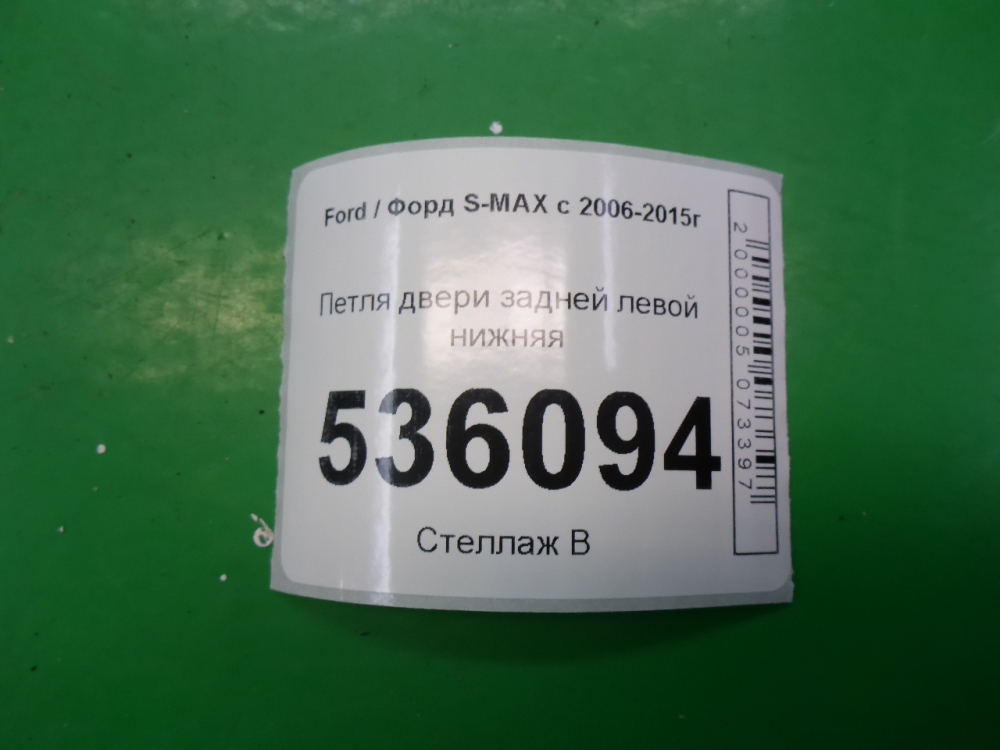 Ford / Форд S-MAX с 2006-2015г
Петля двери задней левой
нижняя
536094
Стеллаж В
2000005073397